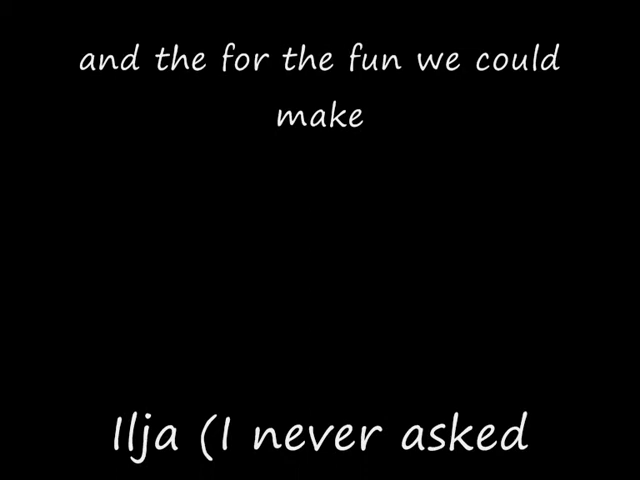 and the for the fun we could
make
Ilja (I never asked